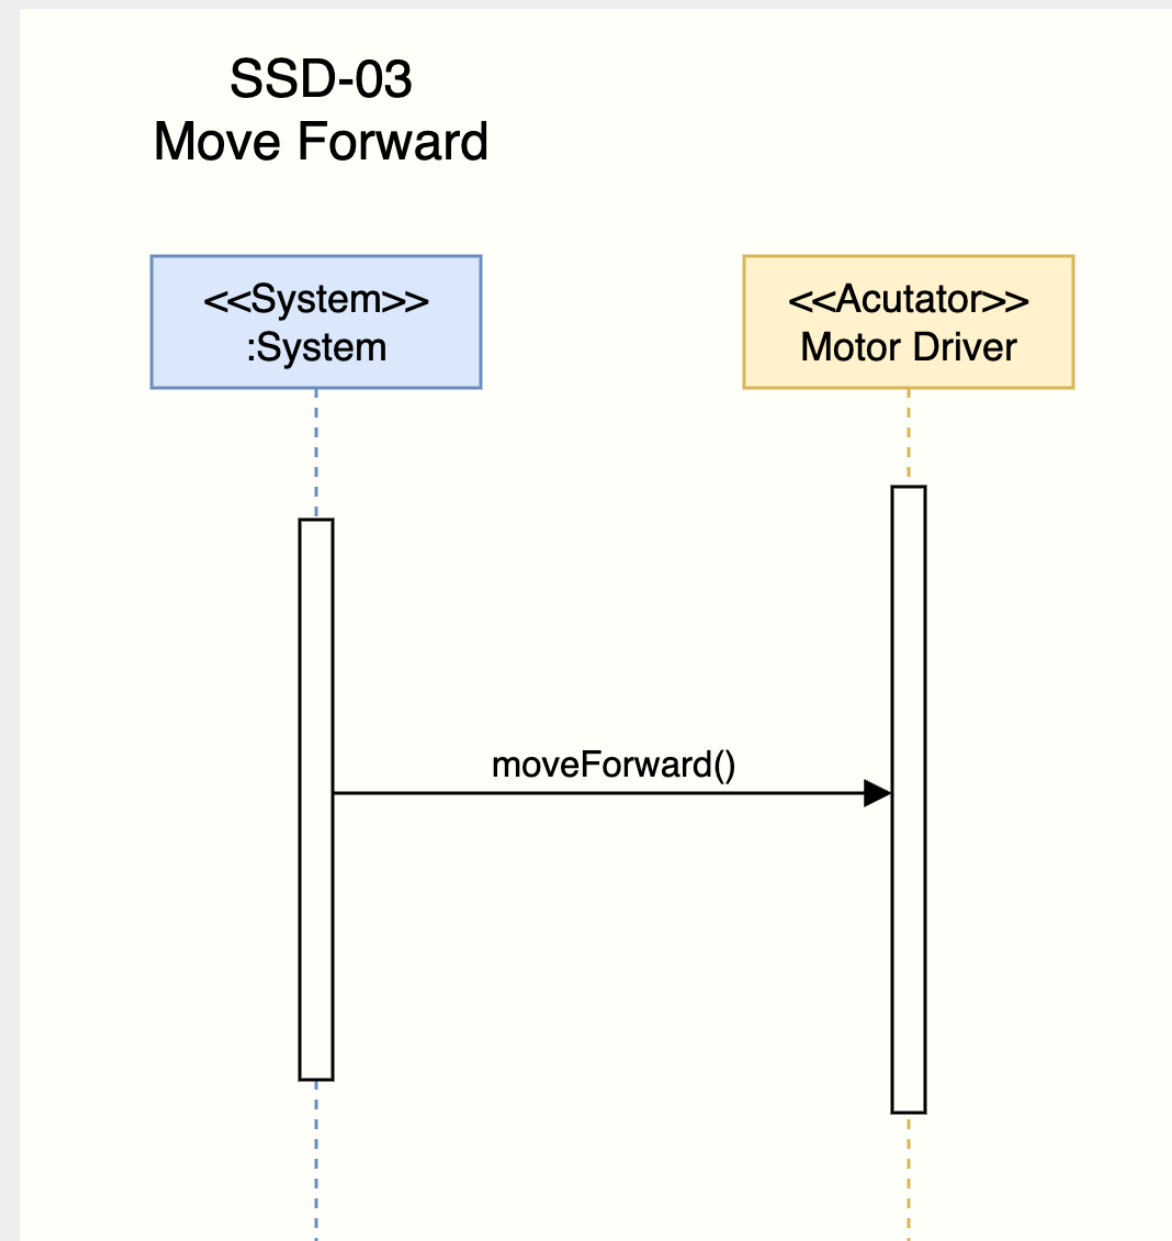 SSD-03
Move Forward
<<System>>
:System
<<Acutator>>
Motor Driver
moveForward()